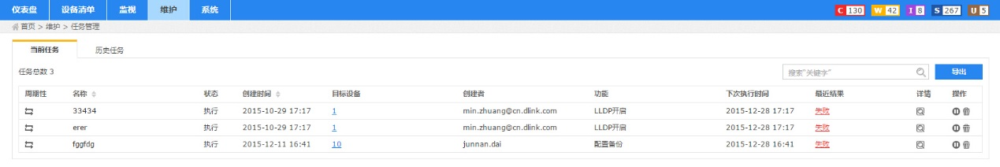 仪表盘 设备清单 监视 维护 系统 C 130 W 42 I 8 S 267 U 5
首页 > 维护 > 任务管理
当前任务 历史任务
任务总数 3 搜索"关键字" 导出
周期性 名称 状态 创建时间 目标设备 创建者 功能 下次执行时间 最近结果 详情 操作
33434 执行 2015-10-29 17:17 1 min.zhuang@cn.dlink.com LLDP开启 2015-12-28 17:17 失败
erer 执行 2015-10-29 17:17 1 min.zhuang@cn.dlink.com LLDP开启 2015-12-28 17:17 失败
fggfdg 执行 2015-12-11 16:41 10 junnan.dai 配置备份 2015-12-28 16:41 失败